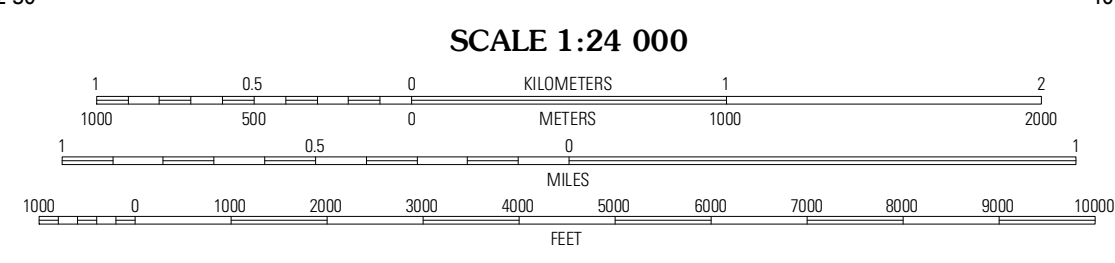 SCALE 1:24 000
1 0.5 0 KILOMETERS 1 2
1000 500 0 METERS 1000 2000
1 0.5 0 1
MILES
1000 0 1000 2000 3000 4000 5000 6000 7000 8000 9000 10000
FEET